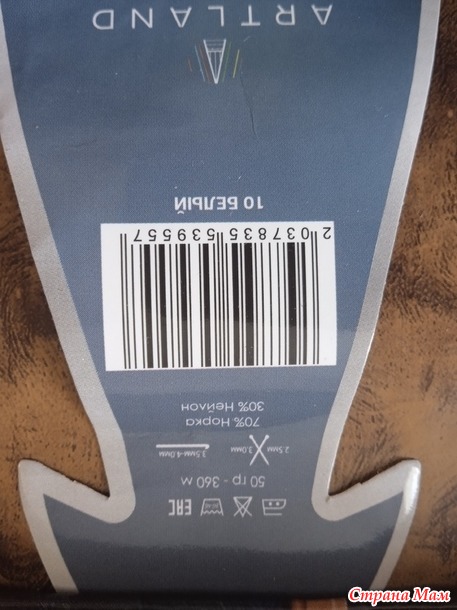 EAC
50 гр - 360 м
2.5мм 3.0мм 3.5мм-4.0мм
70% Норка
30% Нейлон
2 037835 539557
10 БЕЛЫЙ
ARTLAND
Страна Мам